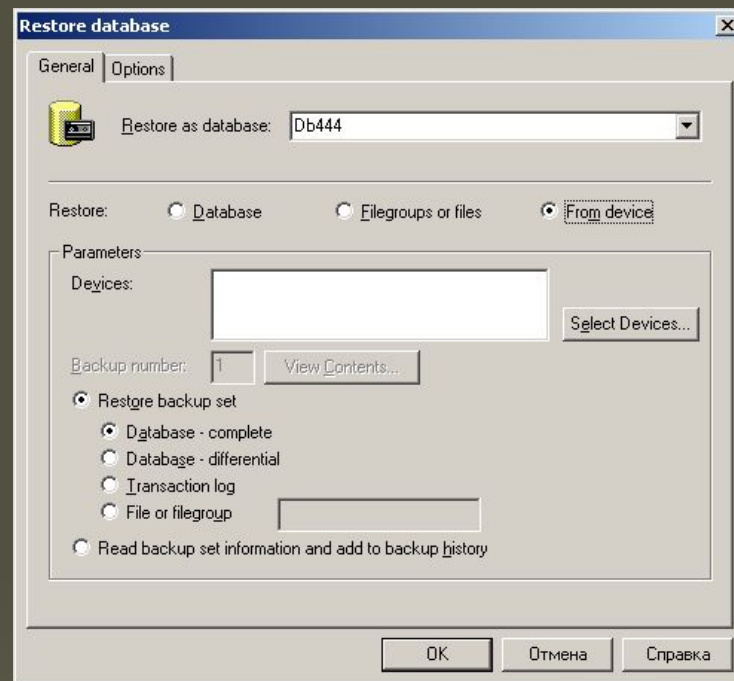 Restore database
General
Options
Restore as database: Db444
Restore: Database Filegroups or files From device
Parameters
Devices:
Select Devices...
Backup number: 1 View Contents...
Restore backup set
Database - complete
Database - differential
Transaction log
File or filegroup
Read backup set information and add to backup history
OK Отмена Справка